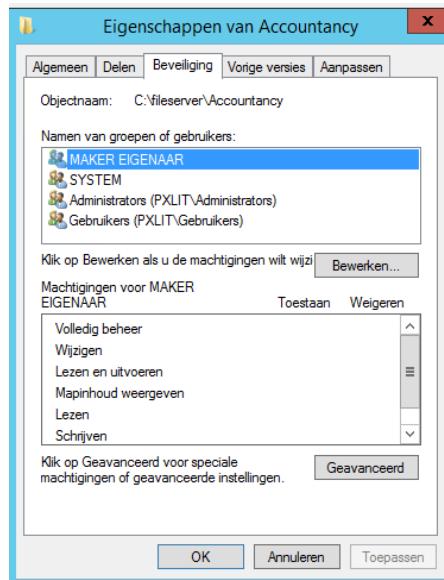 Eigenschappen van Accountancy
x
Algemeen Delen Beveiliging Vorige versies Aanpassen
Objectnaam: C:\fileserver\Accountancy
Namen van groepen of gebruikers:
MAKER EIGENAAR
SYSTEM
Administrators (PXLIT\Administrators)
Gebruikers (PXLIT\Gebruikers)
Klik op Bewerken als u de machtigingen wilt wijzi Bewerken...
Machtigingen voor MAKER
EIGENAAR Toestaan Weigeren
Volledig beheer
Wijzigen
Lezen en uitvoeren
Mapinhoud weergeven
Lezen
Schrijven
Klik op Geavanceerd voor speciale
machtigingen of geavanceerde instellingen. Geavanceerd
OK Annuleren Toepassen